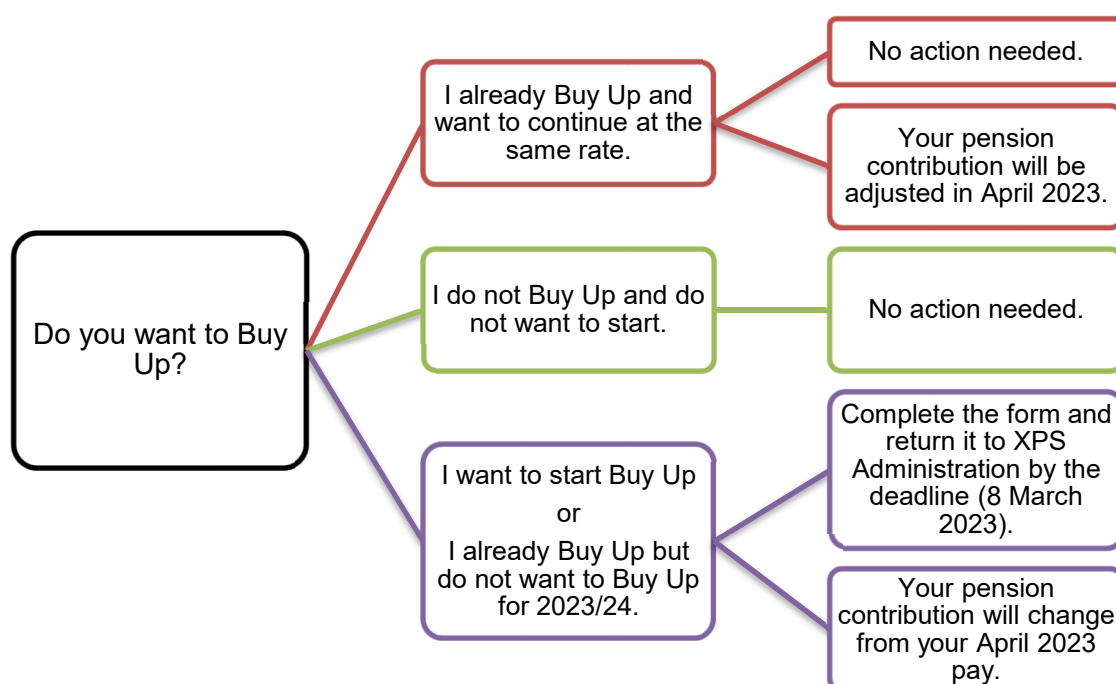 Do you want to Buy
Up?
I already Buy Up and
want to continue at the
same rate.
No action needed.
Your pension
contribution will be
adjusted in April 2023.
I do not Buy Up and do
not want to start.
No action needed.
I want to start Buy Up
or
I already Buy Up but
do not want to Buy Up
for 2023/24.
Complete the form and
return it to XPS
Administration by the
deadline (8 March
2023).
Your pension
contribution will change
from your April 2023
pay.